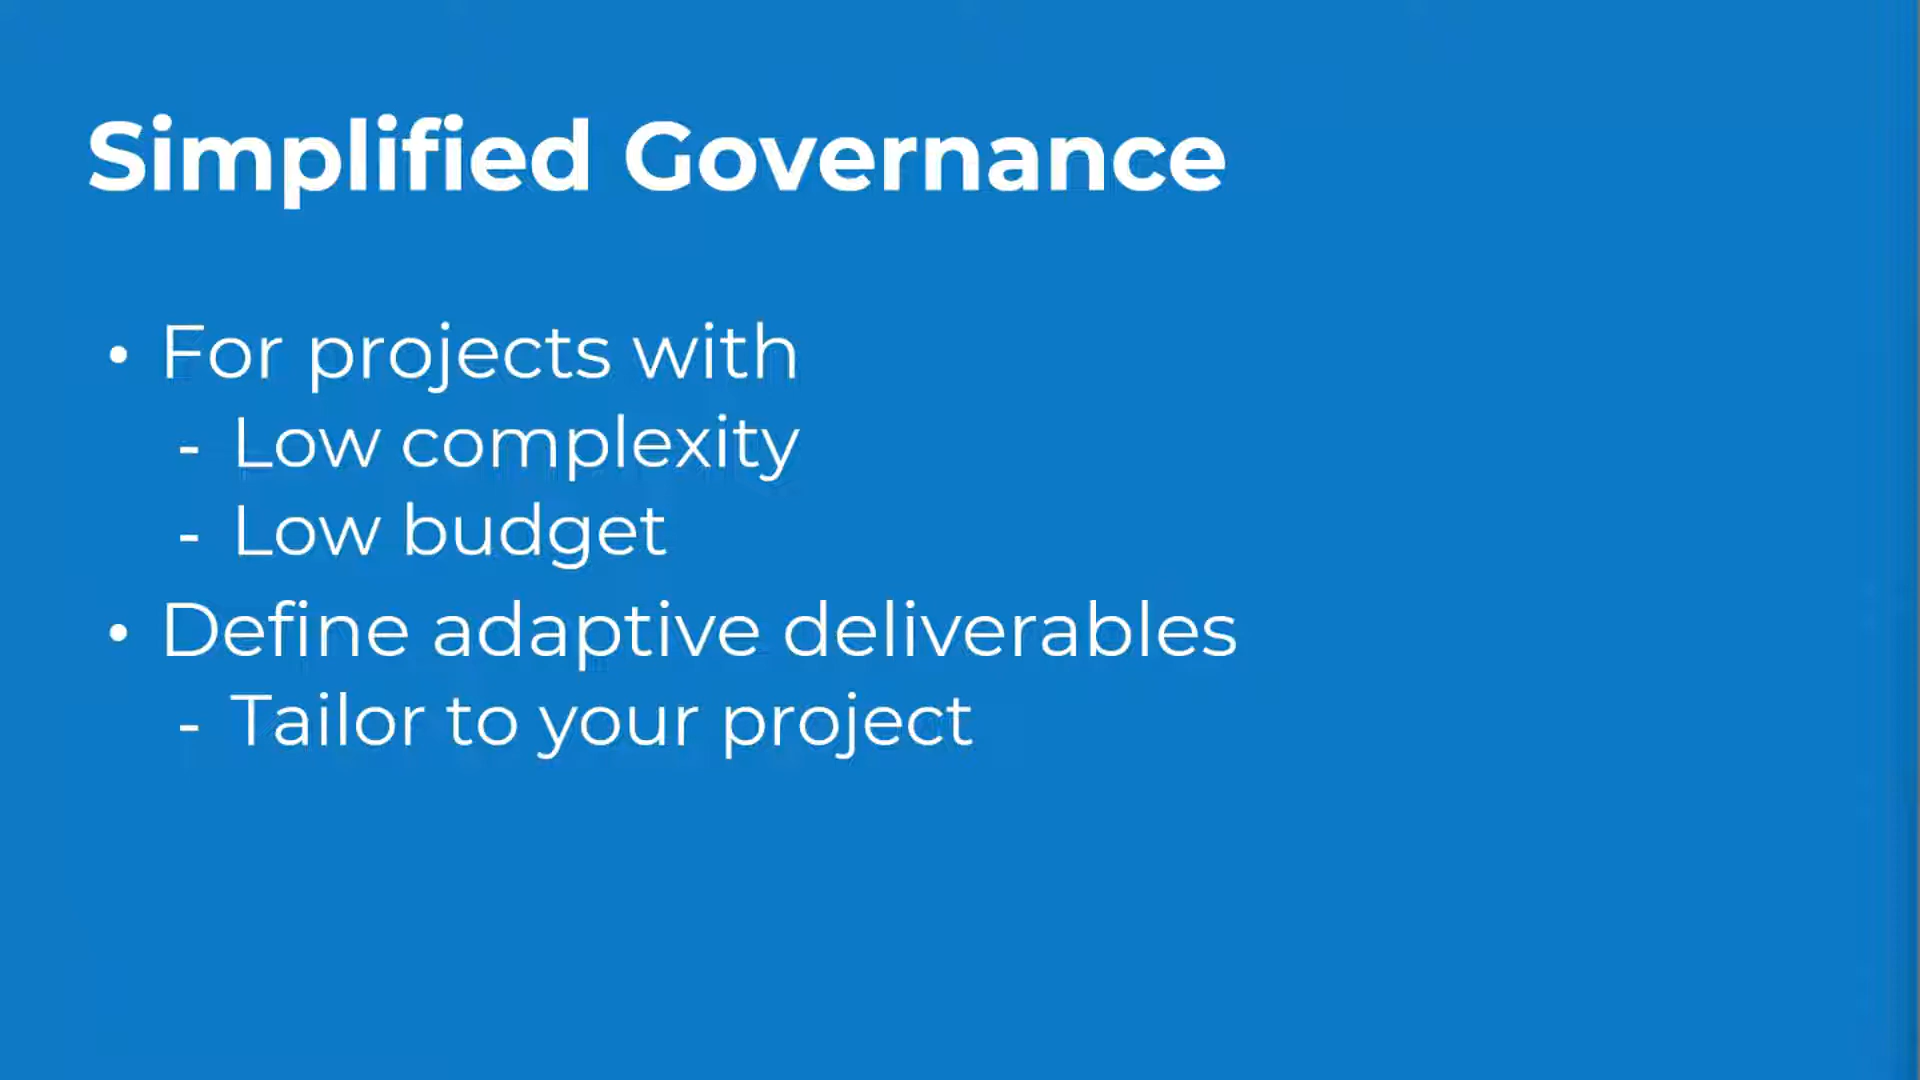 Simplified Governance
• For projects with
- Low complexity
- Low budget
• Define adaptive deliverables
- Tailor to your project